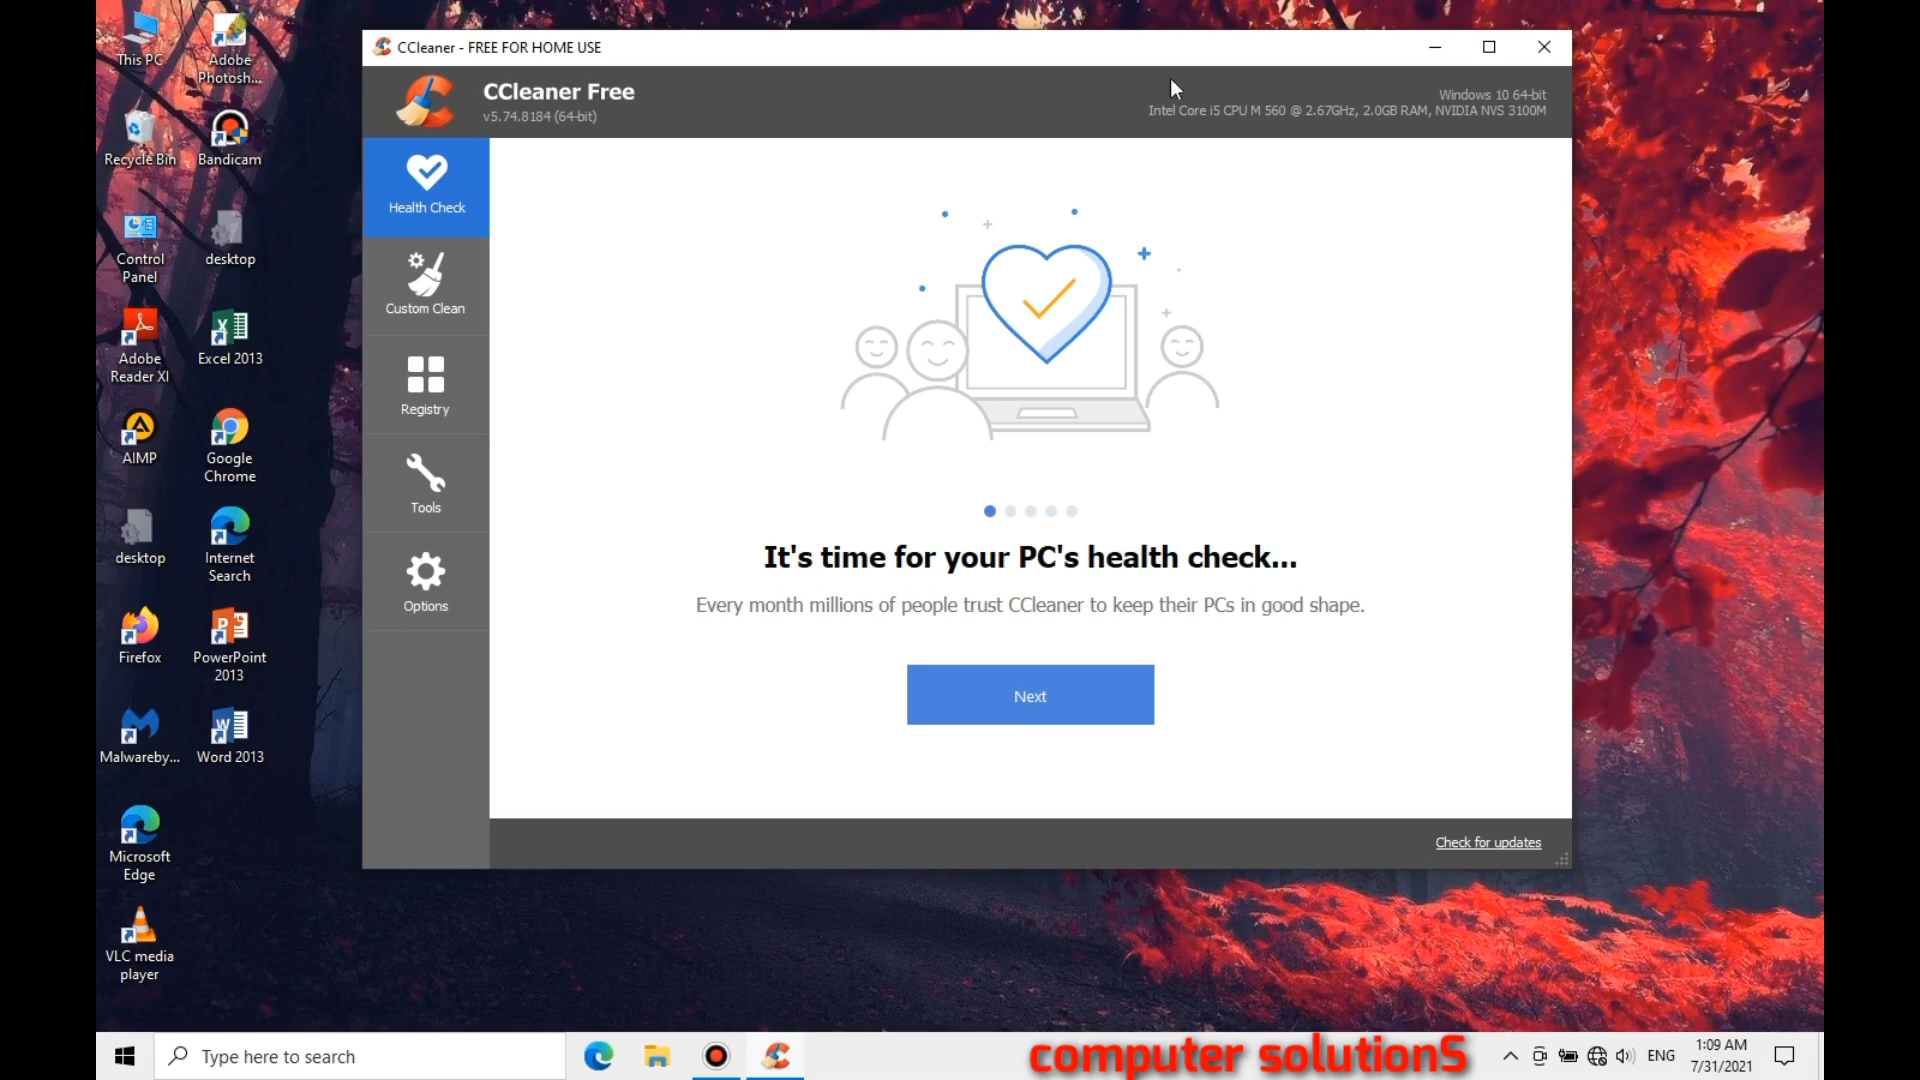 This PC
Adobe
Photosh...
Recycle Bin
Bandicam
Control
Panel
desktop
Adobe
Reader XI
Excel 2013
AIMP
Google
Chrome
desktop
Internet
Search
Firefox
PowerPoint
2013
Malwareby...
Word 2013
Microsoft
Edge
VLC media
player
CCleaner - FREE FOR HOME USE
CCleaner Free
v5.74.8184 (64-bit)
Windows 10 64-bit
Intel Core i5 CPU M 560 @ 2.67GHz, 2.0GB RAM, NVIDIA NVS 3100M
Health Check
Custom Clean
Registry
Tools
Options
It's time for your PC's health check...
Every month millions of people trust CCleaner to keep their PCs in good shape.
Next
Check for updates
Type here to search
computer solutionS
ENG
1:09 AM
7/31/2021